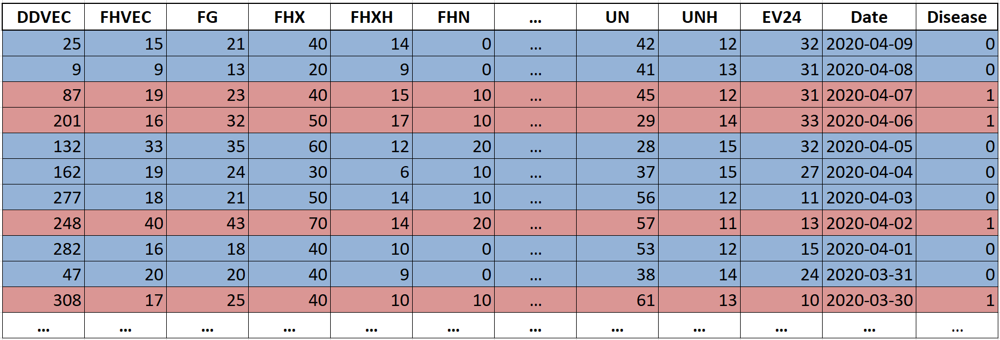 DDVEC FHVEC FG FHX FHXH FHN ... UN UNH EV24 Date Disease
25 15 21 40 14 0 ... 42 12 32 2020-04-09 0
9 9 13 20 9 0 ... 41 13 31 2020-04-08 0
87 19 23 40 15 10 ... 45 12 31 2020-04-07 1
201 16 32 50 17 10 ... 29 14 33 2020-04-06 1
132 33 35 60 12 20 ... 28 15 32 2020-04-05 0
162 19 24 30 6 10 ... 37 15 27 2020-04-04 0
277 18 21 50 14 10 ... 56 12 11 2020-04-03 0
248 40 43 70 14 20 ... 57 11 13 2020-04-02 1
282 16 18 40 10 0 ... 53 12 15 2020-04-01 0
47 20 20 40 9 0 ... 38 14 24 2020-03-31 0
308 17 25 40 10 10 ... 61 13 10 2020-03-30 1
... ... ... ... ... ... ... ... ... ... ... ...